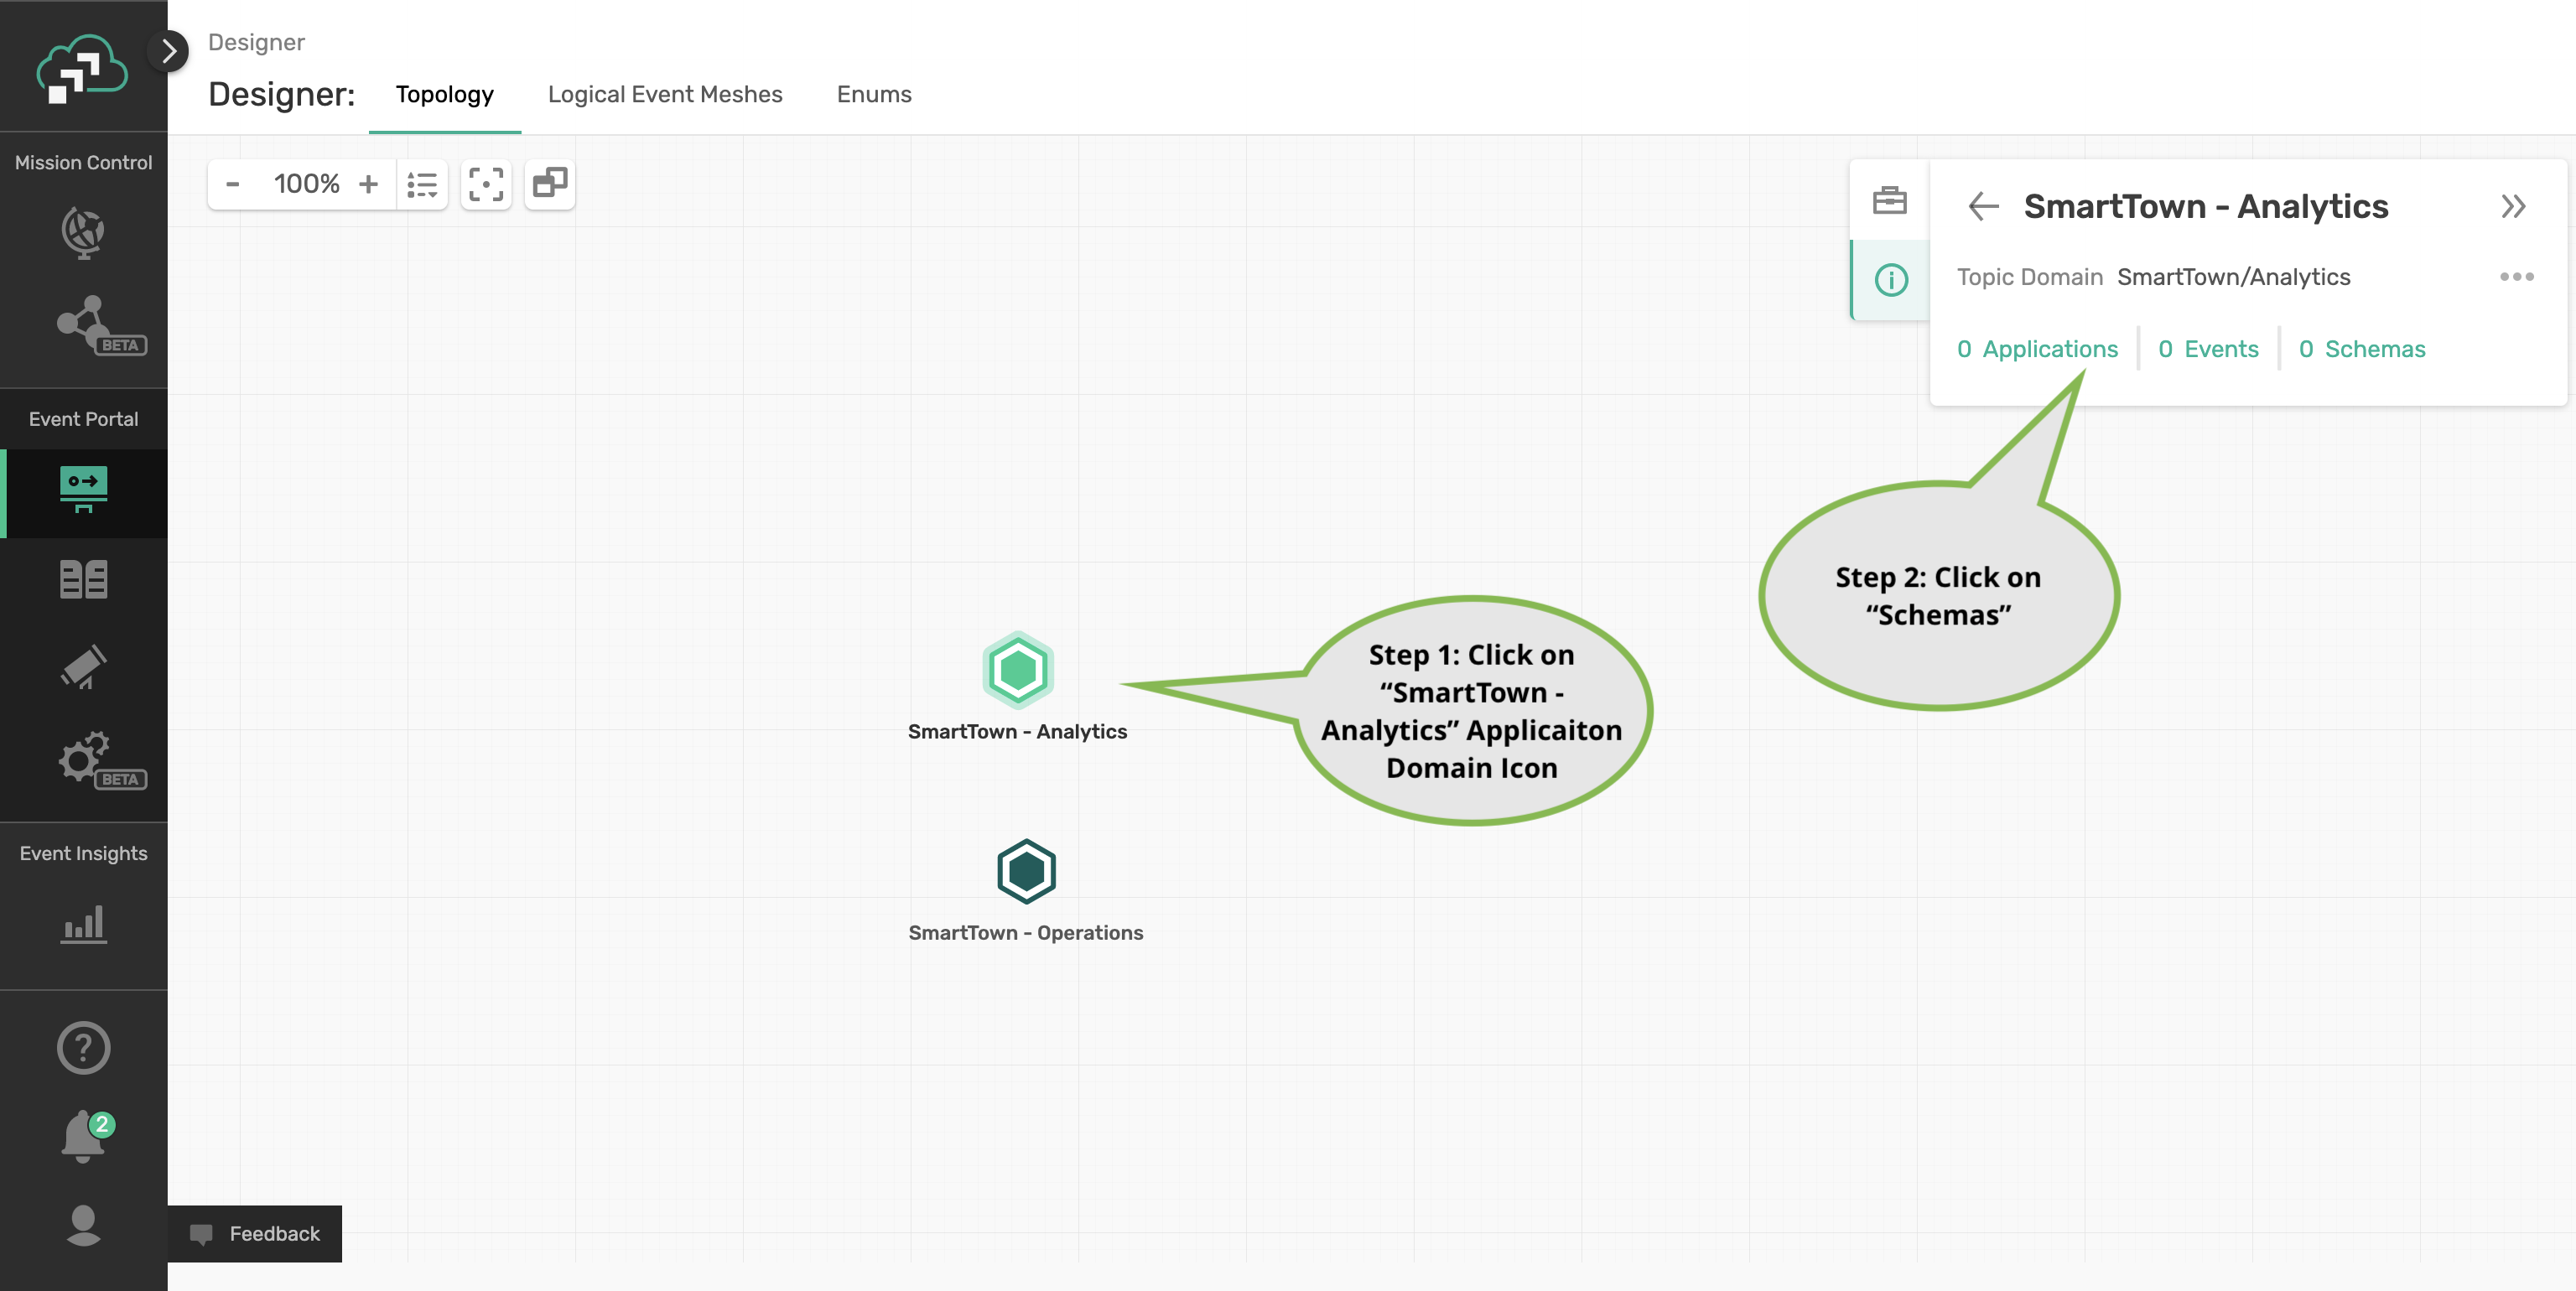 Designer
Designer: Topology Logical Event Meshes Enums
Mission Control
BETA
Event Portal
BETA
Event Insights
2
Feedback
- 100% +
SmartTown - Analytics
Topic Domain SmartTown/Analytics
0 Applications 0 Events 0 Schemas
Step 2: Click on
“Schemas”
Step 1: Click on
“SmartTown -
Analytics” Applicaiton
Domain Icon
SmartTown - Analytics
SmartTown - Operations